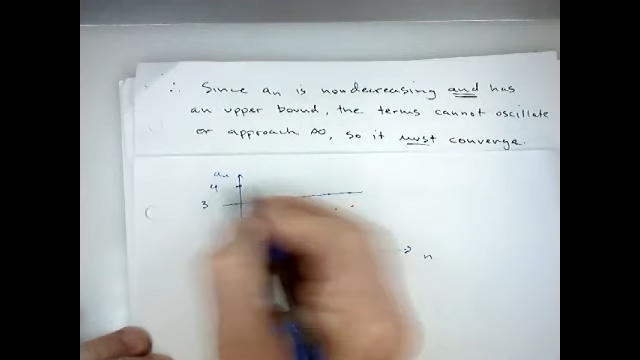 ∴ Since an is nondecreasing and has
an upper bound, the terms cannot oscillate
or approach ∞, so it must converge.
an
4
3
n